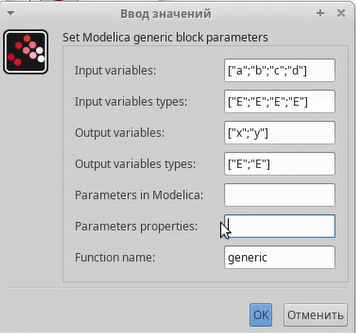 Ввод значений
Set Modelica generic block parameters
Input variables: ["a";"b";"c";"d"]
Input variables types: ["E";"E";"E";"E"]
Output variables: ["x";"y"]
Output variables types: ["E";"E"]
Parameters in Modelica:
Parameters properties:
Function name: generic
OK Отменить